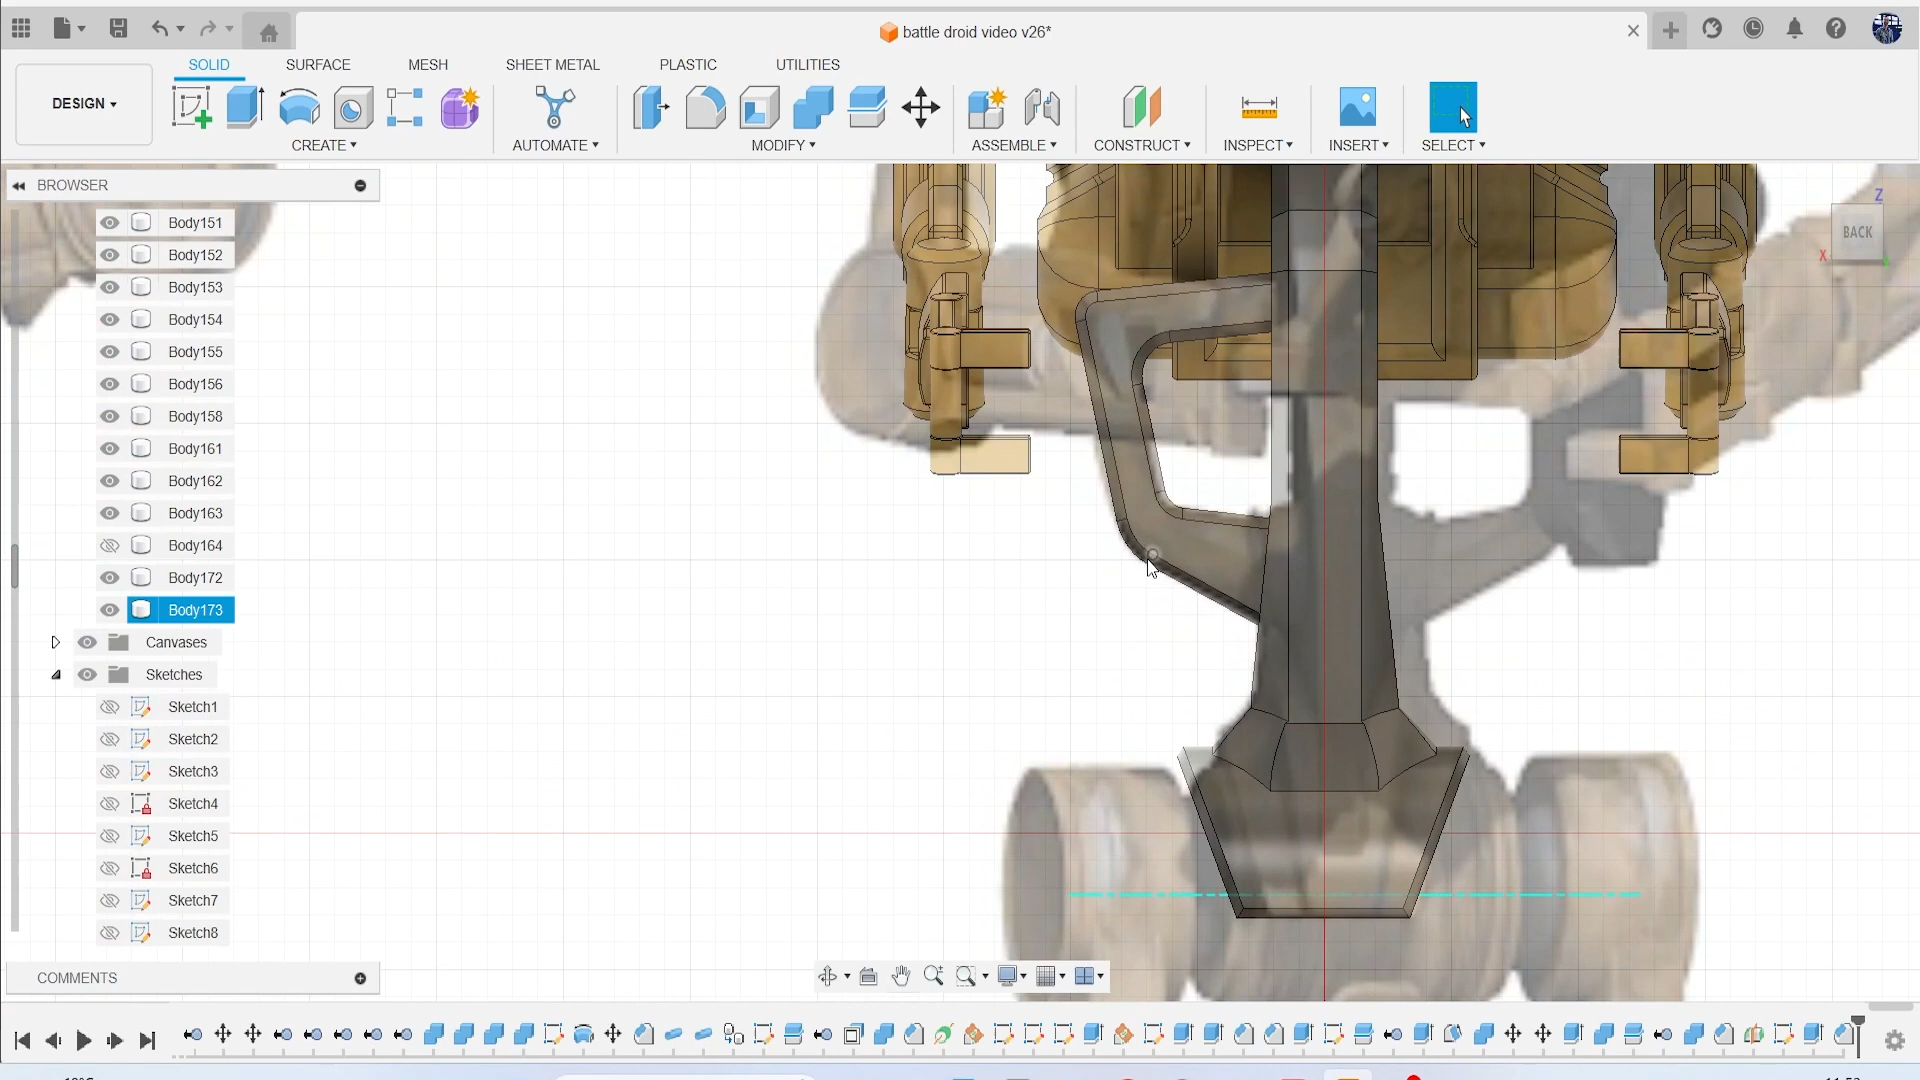 battle droid video v26*
DESIGN
SOLID SURFACE MESH SHEET METAL PLASTIC UTILITIES
CREATE AUTOMATE MODIFY ASSEMBLE CONSTRUCT INSPECT INSERT SELECT
BROWSER
Body151
Body152
Body153
Body154
Body155
Body156
Body158
Body161
Body162
Body163
Body164
Body172
Body173
Canvases
Sketches
Sketch1
Sketch2
Sketch3
Sketch4
Sketch5
Sketch6
Sketch7
Sketch8
COMMENTS
Z
BACK
X